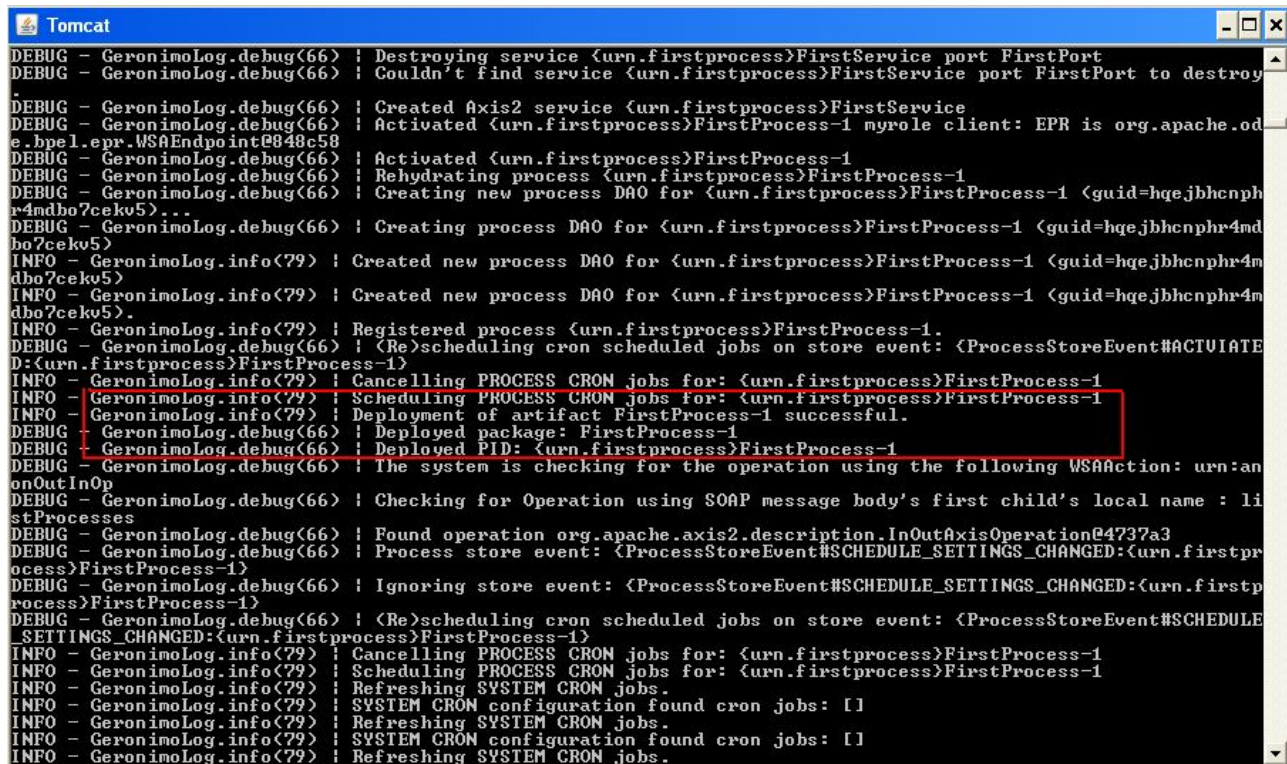 Tomcat
DEBUG - GeronimoLog.debug(66) | Destroying service {urn.firstprocess}FirstService port FirstPort
DEBUG - GeronimoLog.debug(66) | Couldn't find service {urn.firstprocess}FirstService port FirstPort to destroy
.
DEBUG - GeronimoLog.debug(66) | Created Axis2 service {urn.firstprocess}FirstService
DEBUG - GeronimoLog.debug(66) | Activated {urn.firstprocess}FirstProcess-1 myrole client: EPR is org.apache.od
e.bpel.epr.WSAEndpoint@848c58
DEBUG - GeronimoLog.debug(66) | Activated {urn.firstprocess}FirstProcess-1
DEBUG - GeronimoLog.debug(66) | Rehydrating process {urn.firstprocess}FirstProcess-1
DEBUG - GeronimoLog.debug(66) | Creating new process DAO for {urn.firstprocess}FirstProcess-1 (guid=hqejbhcnph
r4mdbo7cekv5)...
DEBUG - GeronimoLog.debug(66) | Creating process DAO for {urn.firstprocess}FirstProcess-1 (guid=hqejbhcnphr4md
bo7cekv5)
INFO - GeronimoLog.info(79) | Created new process DAO for {urn.firstprocess}FirstProcess-1 (guid=hqejbhcnphr4m
dbo7cekv5)
INFO - GeronimoLog.info(79) | Created new process DAO for {urn.firstprocess}FirstProcess-1 (guid=hqejbhcnphr4m
dbo7cekv5).
INFO - GeronimoLog.info(79) | Registered process {urn.firstprocess}FirstProcess-1.
DEBUG - GeronimoLog.debug(66) | (Re)scheduling cron scheduled jobs on store event: {ProcessStoreEvent#ACTVIATE
D:{urn.firstprocess}FirstProcess-1}
INFO - GeronimoLog.info(79) | Cancelling PROCESS CRON jobs for: {urn.firstprocess}FirstProcess-1
INFO - GeronimoLog.info(79) | Scheduling PROCESS CRON jobs for: {urn.firstprocess}FirstProcess-1
INFO - GeronimoLog.info(79) | Deployment of artifact FirstProcess-1 successful.
DEBUG - GeronimoLog.debug(66) | Deployed package: FirstProcess-1
DEBUG - GeronimoLog.debug(66) | Deployed PID: {urn.firstprocess}FirstProcess-1
DEBUG - GeronimoLog.debug(66) | The system is checking for the operation using the following WSAAction: urn:an
onOutInOp
DEBUG - GeronimoLog.debug(66) | Checking for Operation using SOAP message body's first child's local name : li
stProcesses
DEBUG - GeronimoLog.debug(66) | Found operation org.apache.axis2.description.InOutAxisOperation@4737a3
DEBUG - GeronimoLog.debug(66) | Process store event: {ProcessStoreEvent#SCHEDULE_SETTINGS_CHANGED:{urn.firstpr
ocess}FirstProcess-1}
DEBUG - GeronimoLog.debug(66) | Ignoring store event: {ProcessStoreEvent#SCHEDULE_SETTINGS_CHANGED:{urn.firstp
rocess}FirstProcess-1}
DEBUG - GeronimoLog.debug(66) | (Re)scheduling cron scheduled jobs on store event: {ProcessStoreEvent#SCHEDULE
_SETTINGS_CHANGED:{urn.firstprocess}FirstProcess-1}
INFO - GeronimoLog.info(79) | Cancelling PROCESS CRON jobs for: {urn.firstprocess}FirstProcess-1
INFO - GeronimoLog.info(79) | Scheduling PROCESS CRON jobs for: {urn.firstprocess}FirstProcess-1
INFO - GeronimoLog.info(79) | Refreshing SYSTEM CRON jobs.
INFO - GeronimoLog.info(79) | SYSTEM CRON configuration found cron jobs: []
INFO - GeronimoLog.info(79) | Refreshing SYSTEM CRON jobs.
INFO - GeronimoLog.info(79) | SYSTEM CRON configuration found cron jobs: []
INFO - GeronimoLog.info(79) | Refreshing SYSTEM CRON jobs.